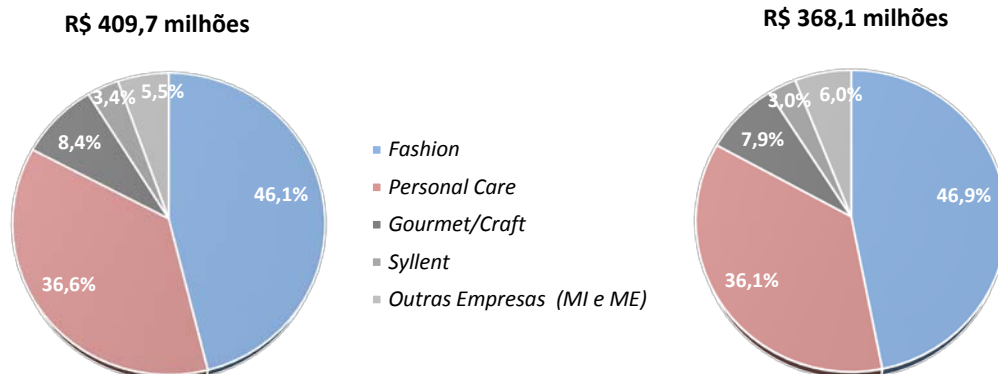 R$ 409,7 milhões
R$ 368,1 milhões
3,4%
5,5%
8,4%
46,1%
36,6%
Fashion
Personal Care
Gourmet/Craft
Syllent
Outras Empresas (MI e ME)
3,0%
6,0%
7,9%
46,9%
36,1%